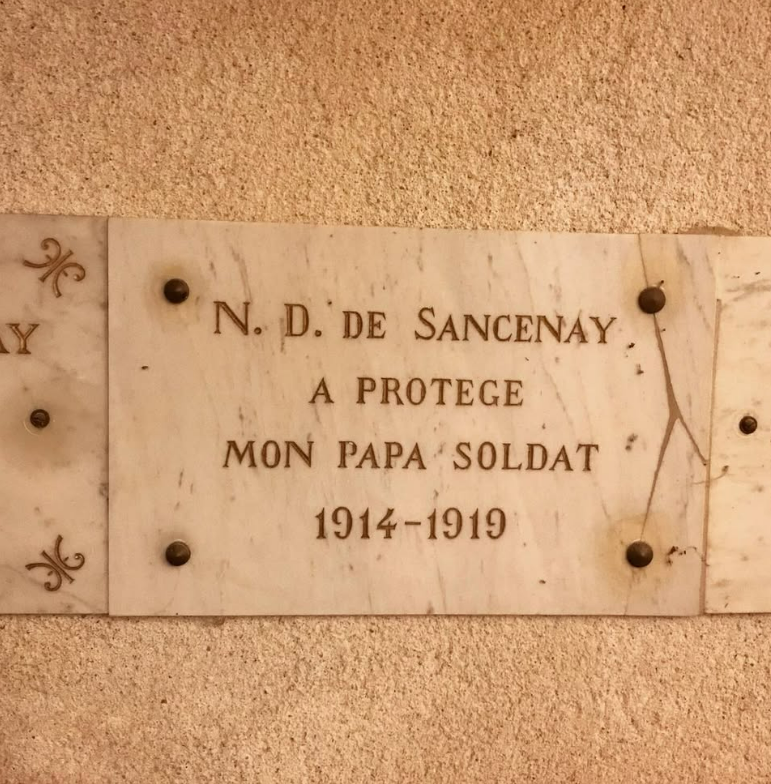 N. D. DE SANCENAY
A PROTEGE
MON PAPA SOLDAT
1914-1919